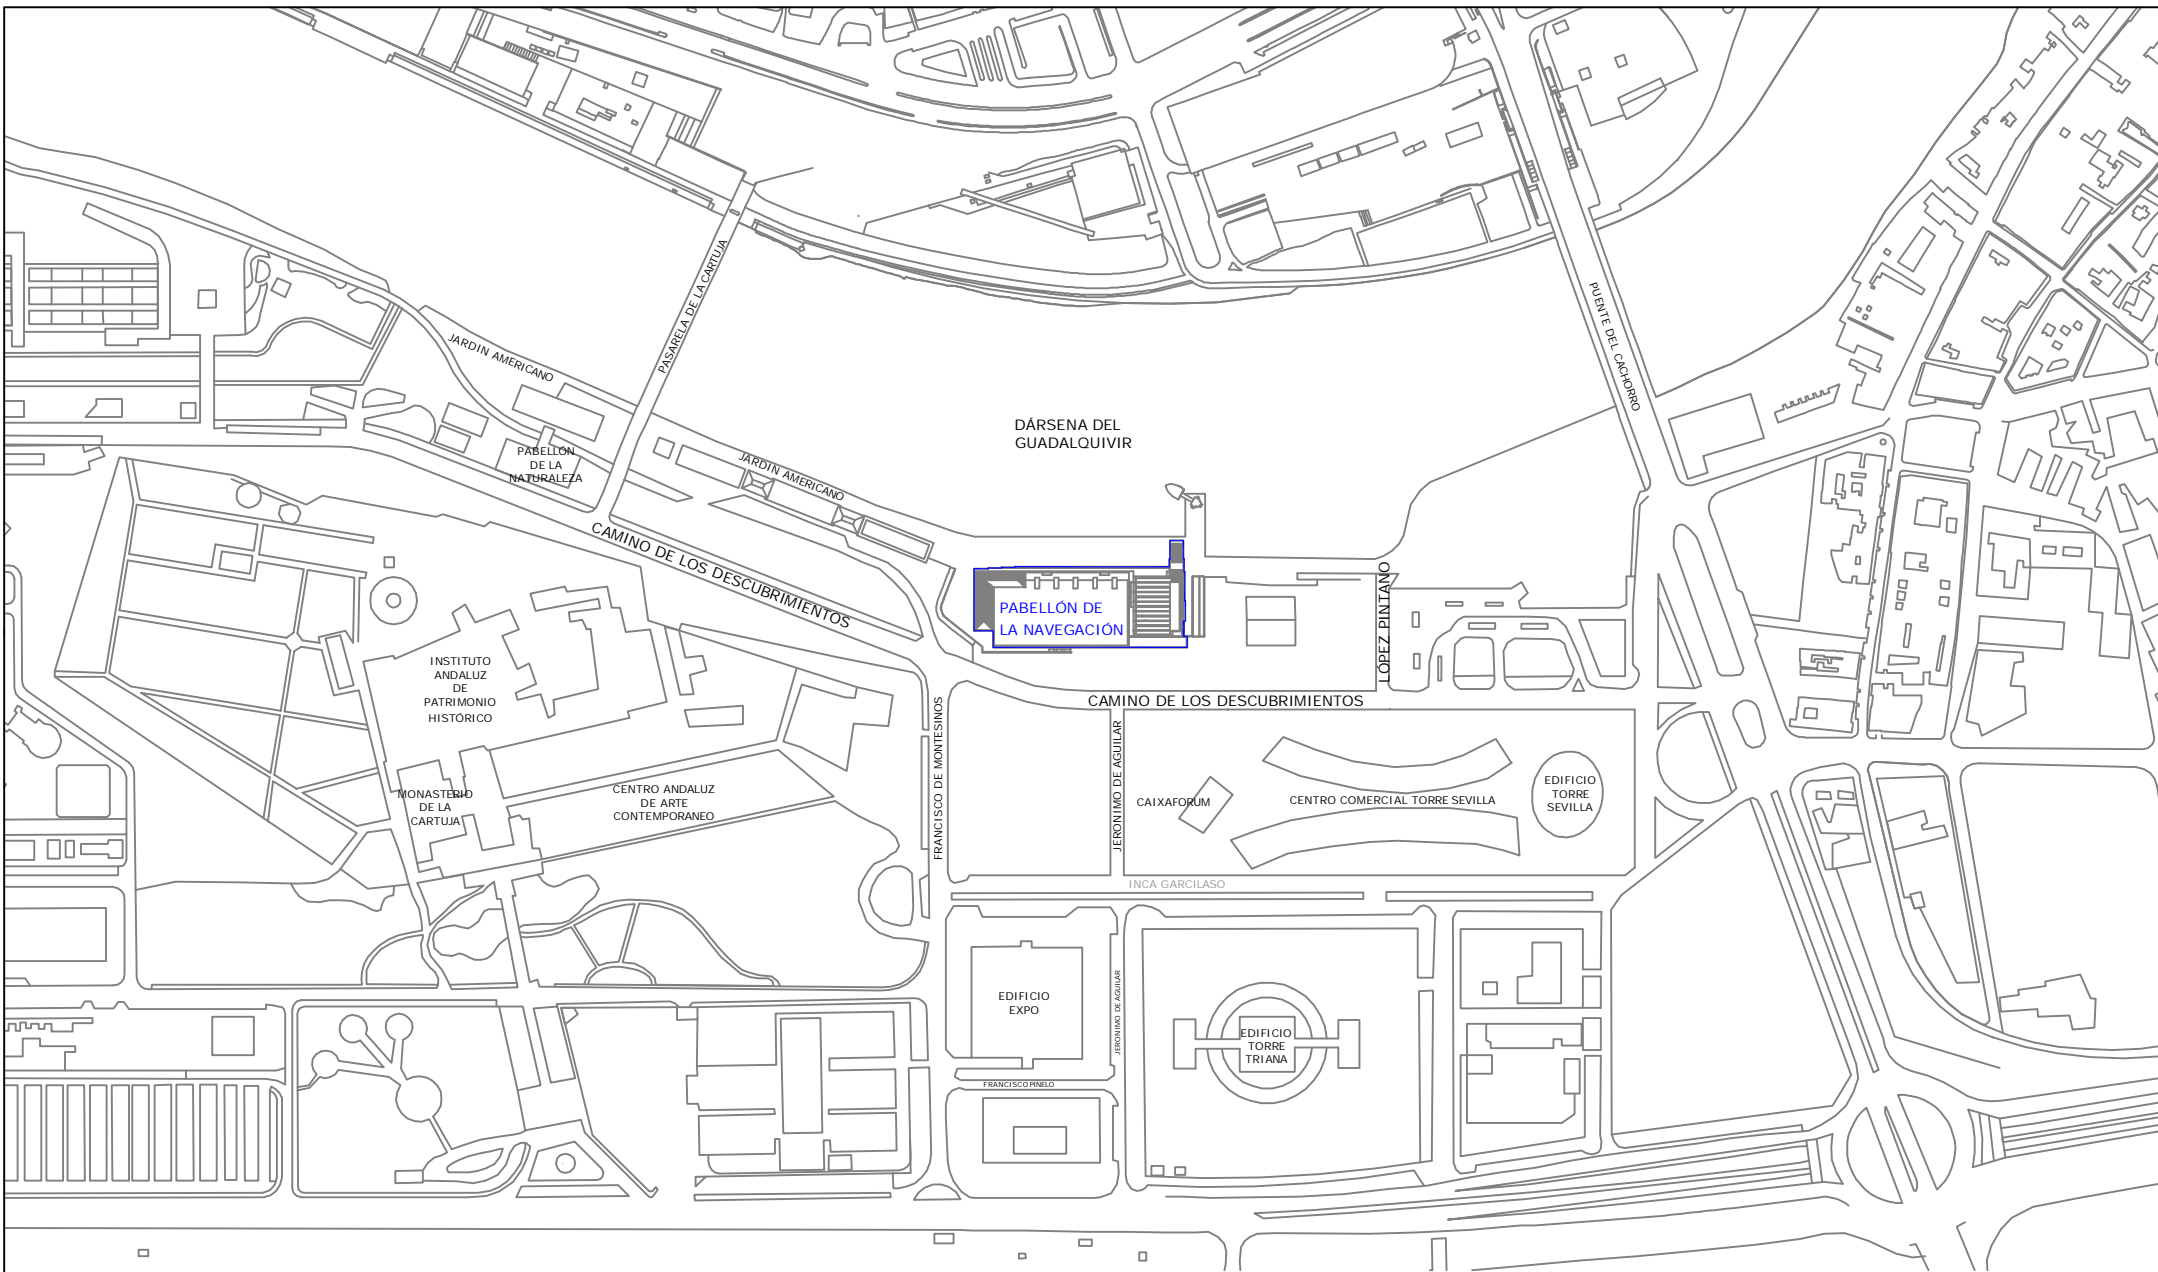 PASARELA DE LA CARTUJA
PUENTE DEL CACHORRO
JARDIN AMERICANO
DÁRSENA DEL
GUADALQUIVIR
PABELLÓN
DE LA
NATURALEZA
JARDIN AMERICANO
CAMINO DE LOS DESCUBRIMIENTOS
PABELLÓN DE
LA NAVEGACIÓN
LÓPEZ PINTANO
INSTITUTO
ANDALUZ
DE
PATRIMONIO
HISTÓRICO
CAMINO DE LOS DESCUBRIMIENTOS
FRANCISCO DE MONTESINOS
JERONIMO DE AGUILAR
MONASTERIO
DE LA
CARTUJA
CENTRO ANDALUZ
DE ARTE
CONTEMPORANEO
CAIXAFORUM
CENTRO COMERCIAL TORRE SEVILLA
EDIFICIO
TORRE
SEVILLA
INCA GARCILASO
EDIFICIO
EXPO
JERONIMO DE AGUILAR
EDIFICIO
TORRE
TRIANA
FRANCISCO PINELO